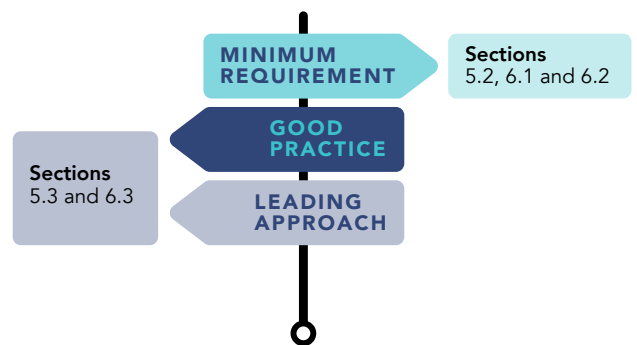 MINIMUM
REQUIREMENT
Sections
5.2, 6.1 and 6.2
GOOD
PRACTICE
Sections
5.3 and 6.3
LEADING
APPROACH